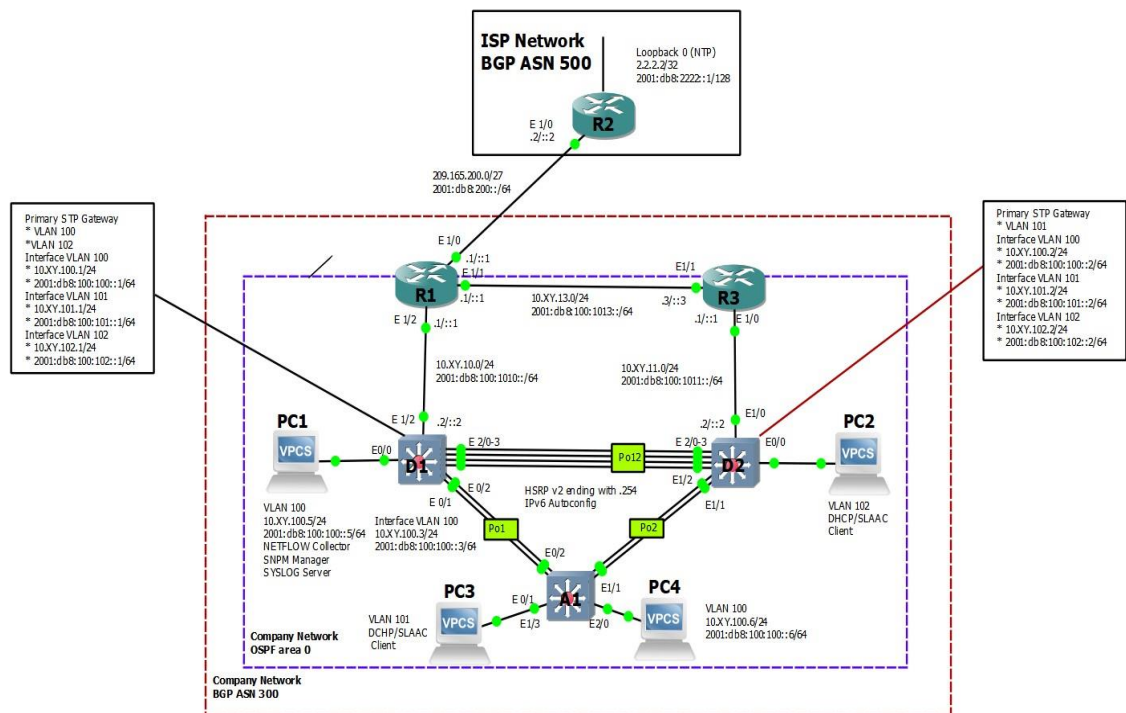 ISP Network
BGP ASN 500
Loopback 0 (NTP)
2.2.2.2/32
2001:db8:2222::1/128
E 1/0
.2/::2
R2
209.165.200.0/27
2001:db8:200::/64
Primary STP Gateway
* VLAN 100
*VLAN 102
Interface VLAN 100
* 10.XY.100.1/24
* 2001:db8:100:100::1/64
Interface VLAN 101
* 10.XY.101.1/24
* 2001:db8:100:101::1/64
Interface VLAN 102
* 10.XY.102.1/24
* 2001:db8:100:102::1/64
Primary STP Gateway
* VLAN 101
Interface VLAN 100
* 10.XY.100.2/24
* 2001:db8:100:100::2/64
Interface VLAN 101
* 10.XY.101.2/24
* 2001:db8:100:101::2/64
Interface VLAN 102
* 10.XY.102.2/24
* 2001:db8:100:102::2/64
E 1/0
.1/::1
E 1/1
.1/::1
R1
E 1/2
.1/::1
10.XY.13.0/24
2001:db8:100:1013::/64
E1/1
.3/::3
R3
.1/::1
E 1/0
10.XY.10.0/24
2001:db8:100:1010::/64
10.XY.11.0/24
2001:db8:100:1011::/64
E 1/2
.2/::2
E1/0
.2/::2
PC1
VPCS
E0/0
D1
E 2/0-3
Po12
E 2/0-3
D2
E0/0
PC2
VPCS
E 0/2
E 0/1
HSRP v2 ending with .254
IPv6 Autoconfig
E1/2
E1/1
VLAN 100
10.XY.100.5/24
2001:db8:100:100::5/64
NETFLOW Collector
SNPM Manager
SYSLOG Server
Interface VLAN 100
10.XY.100.3/24
2001:db8:100:100::3/64
Po1
Po2
VLAN 102
DHCP/SLAAC
Client
E0/2
E1/1
A1
PC3
VPCS
E 0/1
E1/3
E2/0
PC4
VPCS
VLAN 101
DCHP/SLAAC
Client
VLAN 100
10.XY.100.6/24
2001:db8:100:100::6/64
Company Network
OSPF area 0
Company Network
BGP ASN 300